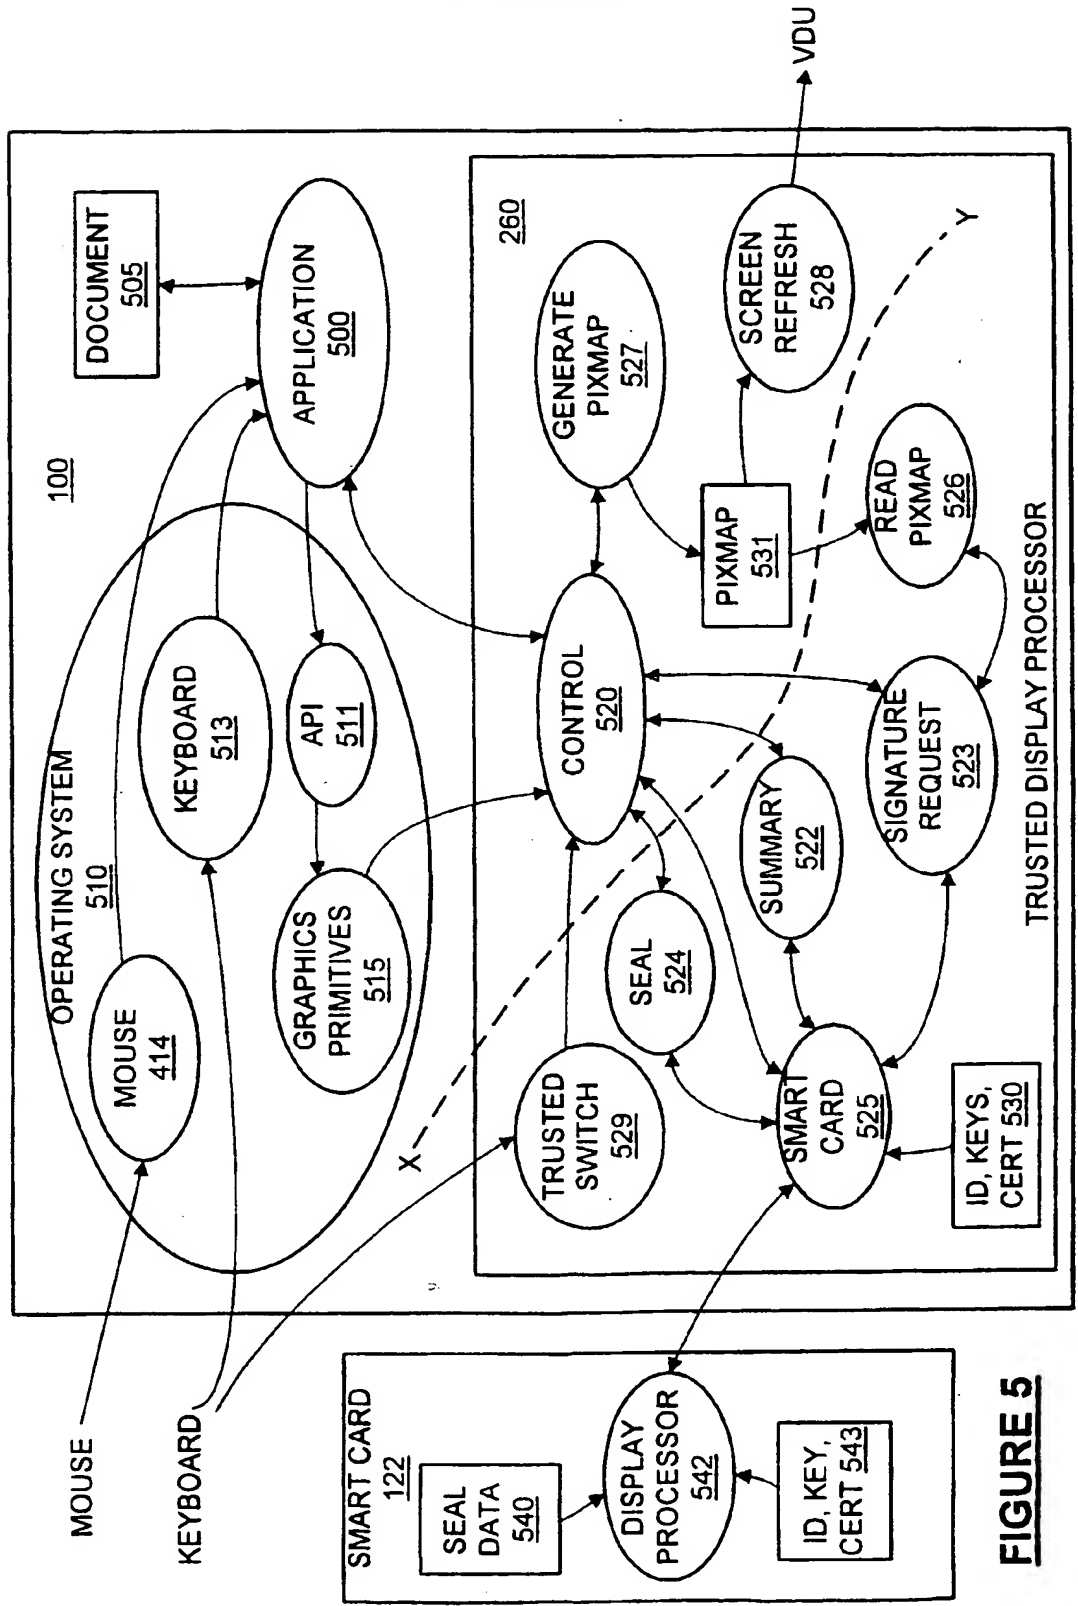 MOUSE
KEYBOARD
OPERATING SYSTEM
510
100
MOUSE
414
KEYBOARD
513
DOCUMENT
505
APPLICATION
500
API
511
GRAPHICS
PRIMITIVES
515
X
SMART CARD
122
SEAL
DATA
540
DISPLAY
PROCESSOR
542
ID, KEY,
CERT 543
260
TRUSTED
SWITCH
529
CONTROL
520
GENERATE
PIXMAP
527
SEAL
524
PIXMAP
531
SCREEN
REFRESH
528
VDU
SUMMARY
522
SMART
CARD
525
READ
PIXMAP
526
SIGNATURE
REQUEST
523
Y
ID, KEYS,
CERT 530
TRUSTED DISPLAY PROCESSOR
FIGURE 5